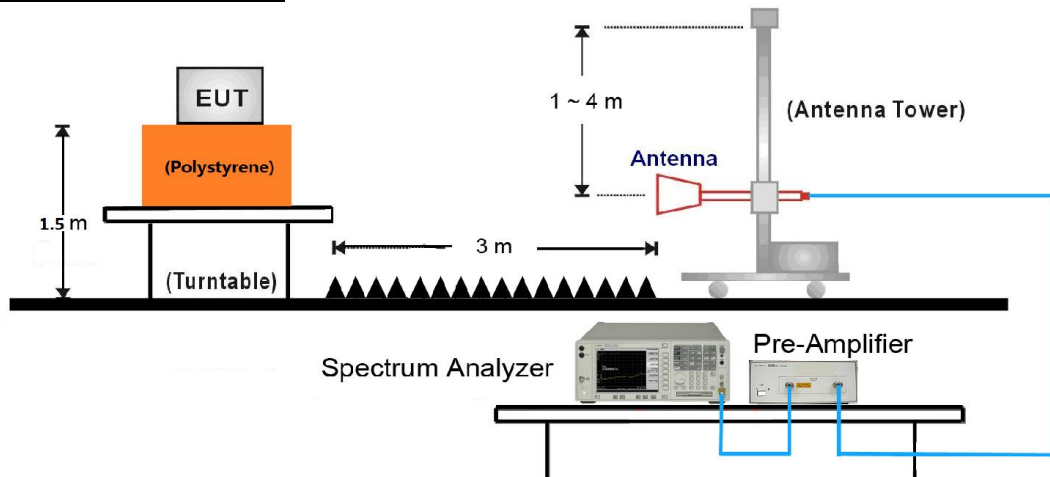 EUT
(Polystyrene)
1.5 m
(Turntable)
3 m
1 ~ 4 m
Antenna
(Antenna Tower)
Spectrum Analyzer
Pre-Amplifier